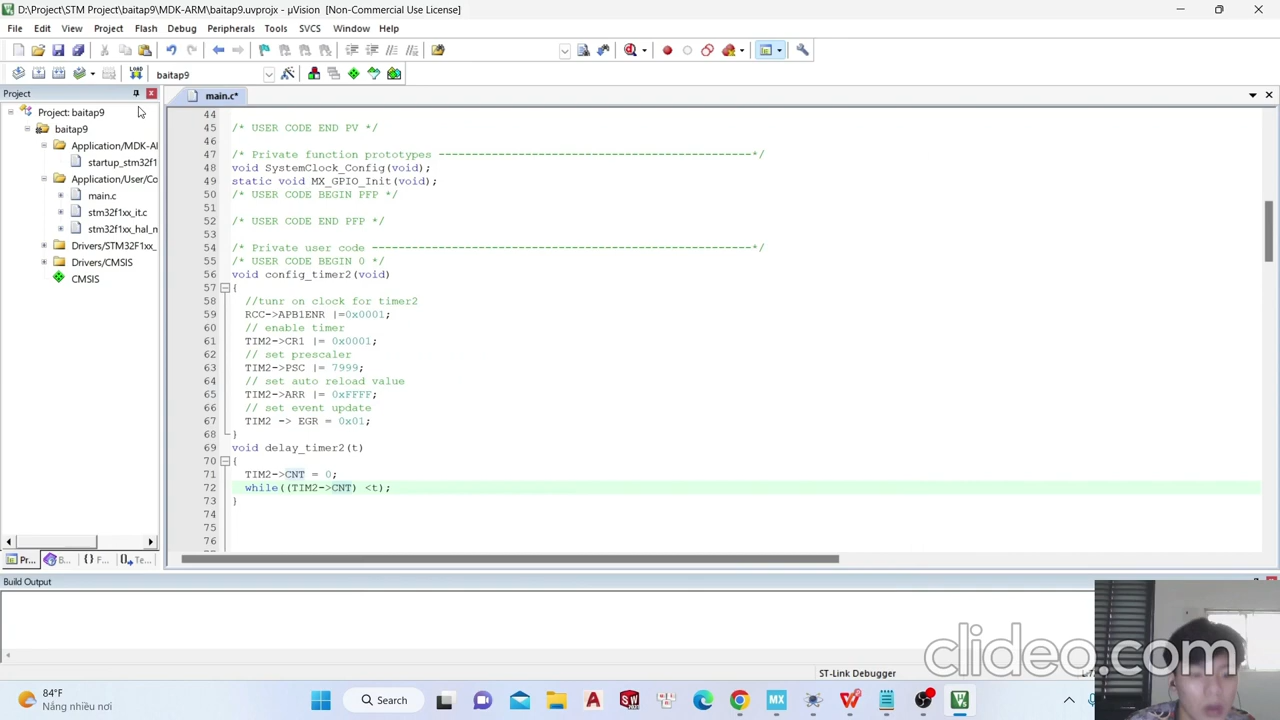 D:\Project\STM Project\baitap9\MDK-ARM\baitap9.uvprojx - µVision [Non-Commercial Use License]
File Edit View Project Flash Debug Peripherals Tools SVCS Window Help
LOAD
baitap9
Project
main.c*
Project: baitap9
baitap9
Application/MDK-AI
startup_stm32f1
Application/User/Co
main.c
stm32f1xx_it.c
stm32f1xx_hal_m
Drivers/STM32F1xx_
Drivers/CMSIS
CMSIS
44
45 /* USER CODE END PV */
46
47 /* Private function prototypes -----------------------------------------------*/
48 void SystemClock_Config(void);
49 static void MX_GPIO_Init(void);
50 /* USER CODE BEGIN PFP */
51
52 /* USER CODE END PFP */
53
54 /* Private user code ---------------------------------------------------------*/
55 /* USER CODE BEGIN 0 */
56 void config_timer2(void)
57 {
58 //tunr on clock for timer2
59 RCC->APB1ENR |=0x0001;
60 // enable timer
61 TIM2->CR1 |= 0x0001;
62 // set prescaler
63 TIM2->PSC |= 7999;
64 // set auto reload value
65 TIM2->ARR |= 0xFFFF;
66 // set event update
67 TIM2 -> EGR = 0x01;
68 }
69 void delay_timer2(t)
70 {
71 TIM2->CNT = 0;
72 while((TIM2->CNT) <t);
73 }
74
75
76
Pr... B... {} F... Te...
Build Output
clideo.com
ST-Link Debugger
84°F
Nắng nhiều nơi
Sear
MX